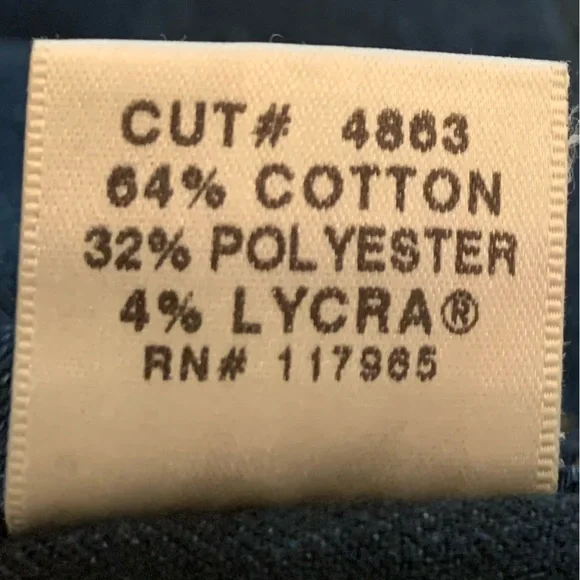 CUT# 4863
64% COTTON
32% POLYESTER
4% LYCRA®
RN# 117965